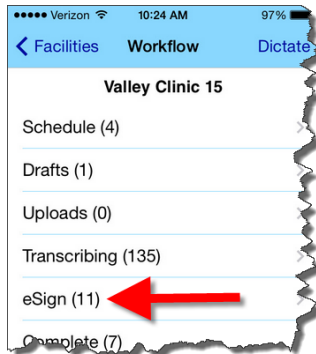 Verizon 10:24 AM 97%
Facilities Workflow Dictate
Valley Clinic 15
Schedule (4)
Drafts (1)
Uploads (0)
Transcribing (135)
eSign (11)
Complete (7)